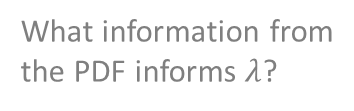 What information from
the PDF informs λ?